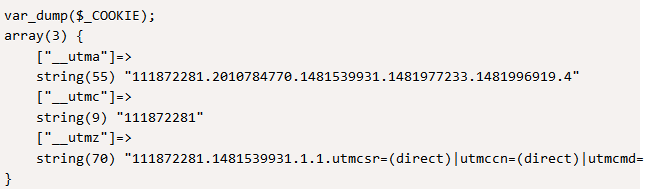 var_dump($_COOKIE);
array(3) {
    ["__utma"]=>
    string(55) "111872281.2010784770.1481539931.1481977233.1481996919.4"
    ["__utmc"]=>
    string(9) "111872281"
    ["__utmz"]=>
    string(70) "111872281.1481539931.1.1.utmcsr=(direct)|utmccn=(direct)|utmcmd=
}